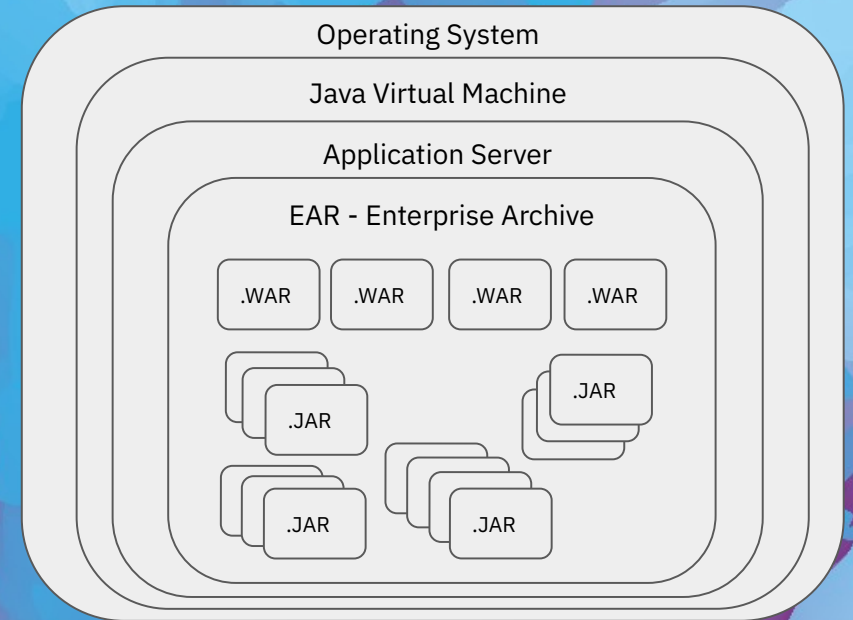 Operating System
Java Virtual Machine
Application Server
EAR - Enterprise Archive
.WAR .WAR .WAR .WAR
.JAR
.JAR
.JAR
.JAR